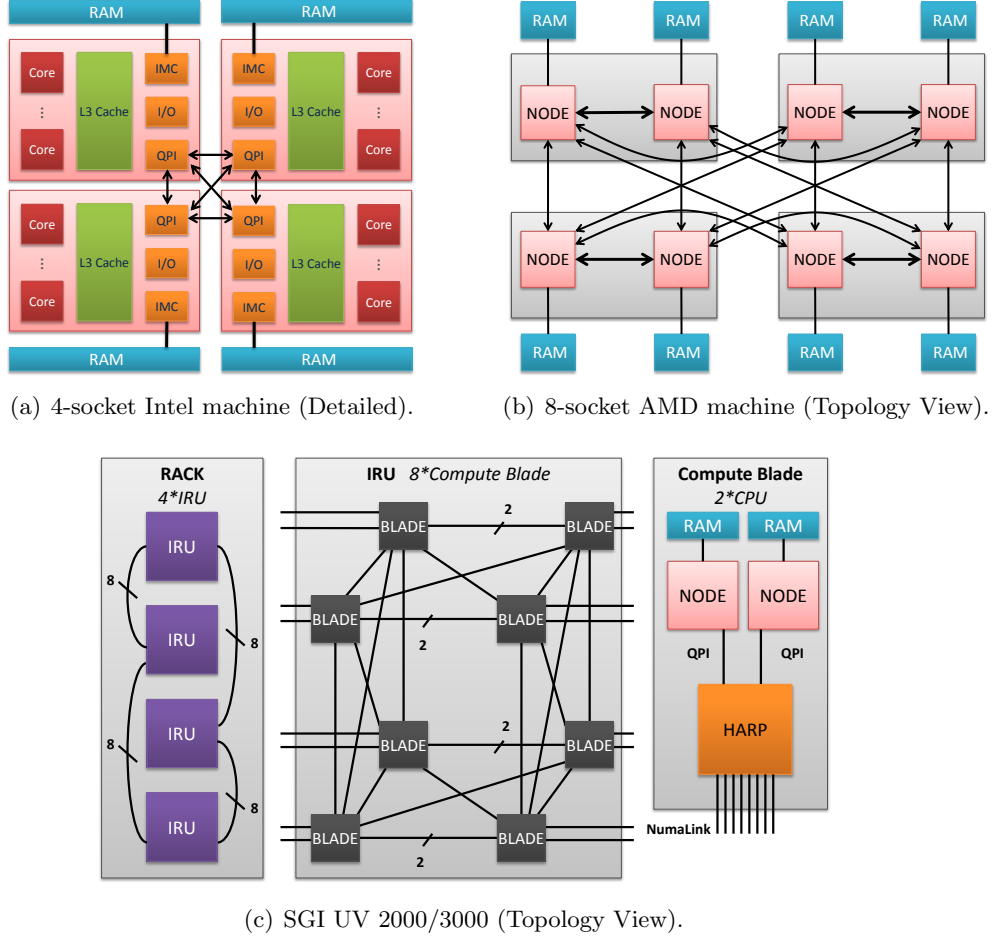 RAM RAM
IMC IMC
Core L3 Cache I/O I/O L3 Cache Core
... ...
Core QPI QPI Core
Core QPI QPI Core
... L3 Cache I/O I/O L3 Cache ...
Core IMC IMC Core
RAM RAM
(a) 4-socket Intel machine (Detailed).
RAM RAM RAM RAM
NODE NODE NODE NODE
NODE NODE NODE NODE
RAM RAM RAM RAM
(b) 8-socket AMD machine (Topology View).
RACK
4*IRU
IRU
8
IRU
8
IRU
8
8
IRU
IRU 8*Compute Blade
2
BLADE BLADE
BLADE BLADE
2
2
BLADE BLADE
BLADE BLADE
2
Compute Blade
2*CPU
RAM RAM
NODE NODE
QPI QPI
HARP
NumaLink
(c) SGI UV 2000/3000 (Topology View).